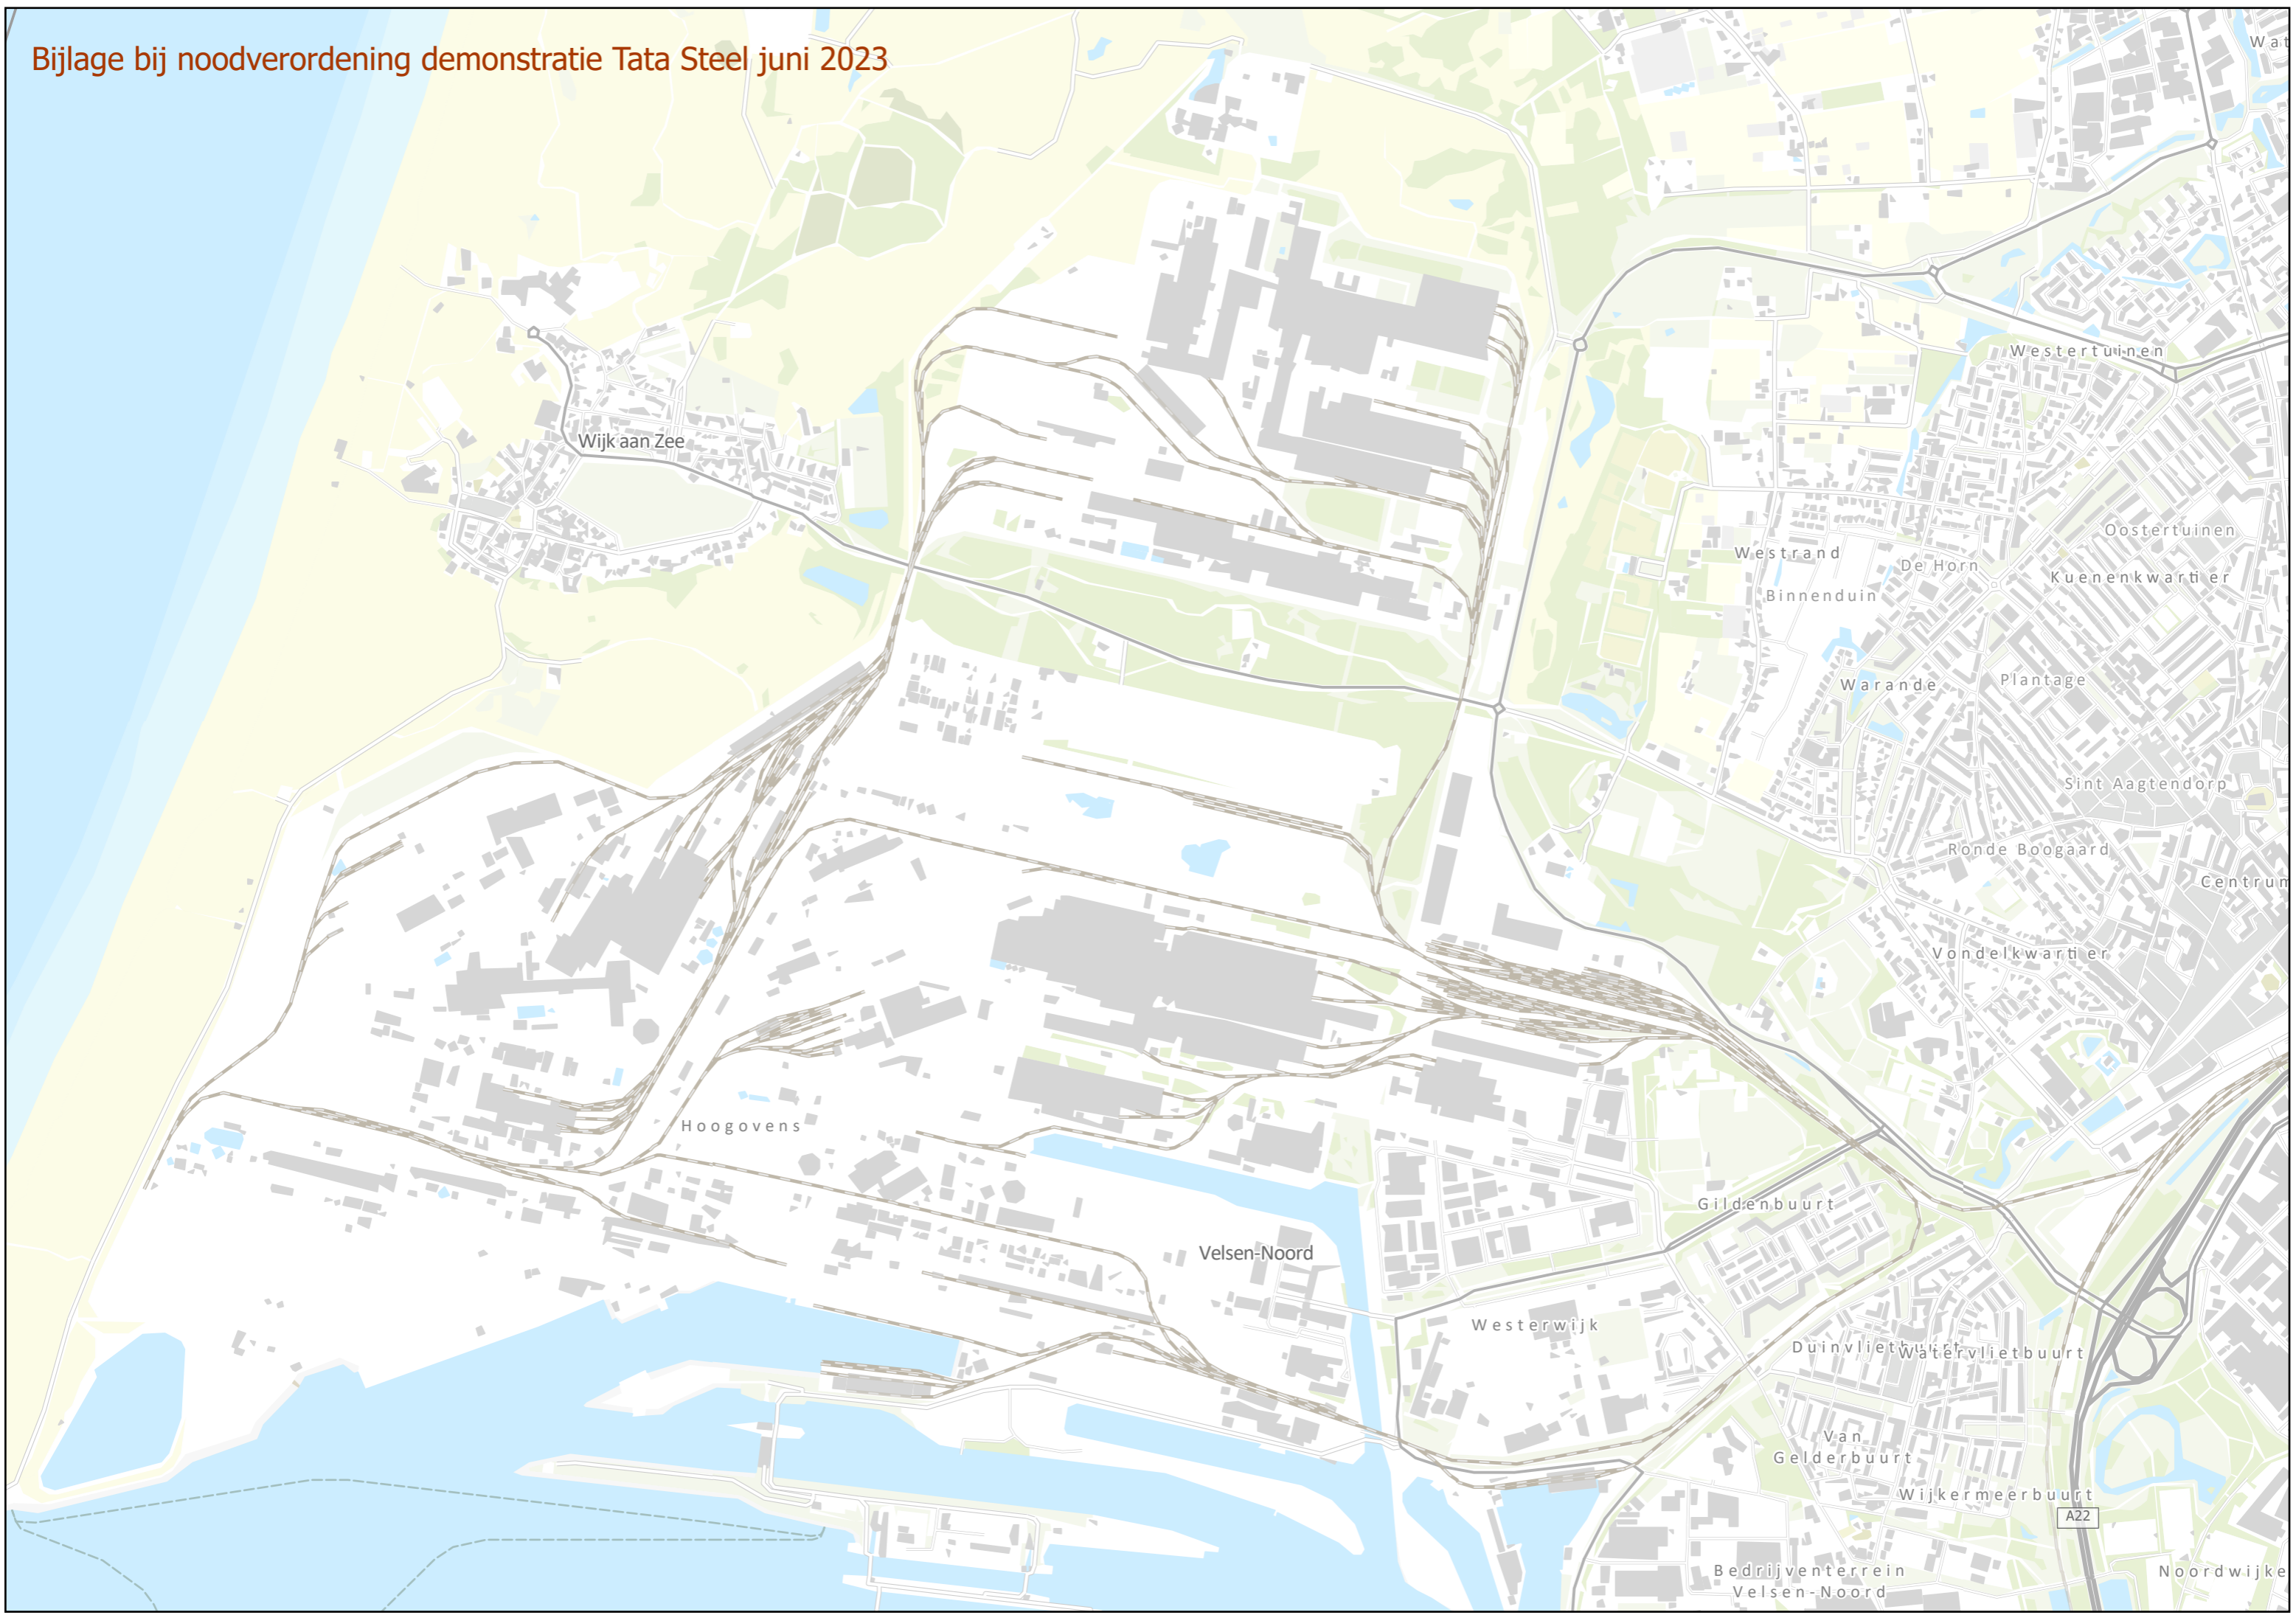 Bijlage bij noodverordening demonstratie Tata Steel juni 2023
Wat
Westertuinen
Wijk aan Zee
Oostertuinen
Westrand
De Horn
Kuenenkwartier
Binnenduin
Plantage
Warande
Sint Aagtendorp
Ronde Boogaard
Centrum
Vondelkwartier
Hoogovens
Gildenbuurt
Velsen-Noord
Westerwijk
Duinvlietbuurt
Watervlietbuurt
Van
Gelderbuurt
Wijkermeerbuurt
A22
Bedrijventerrein
Velsen-Noord
Noordwijke